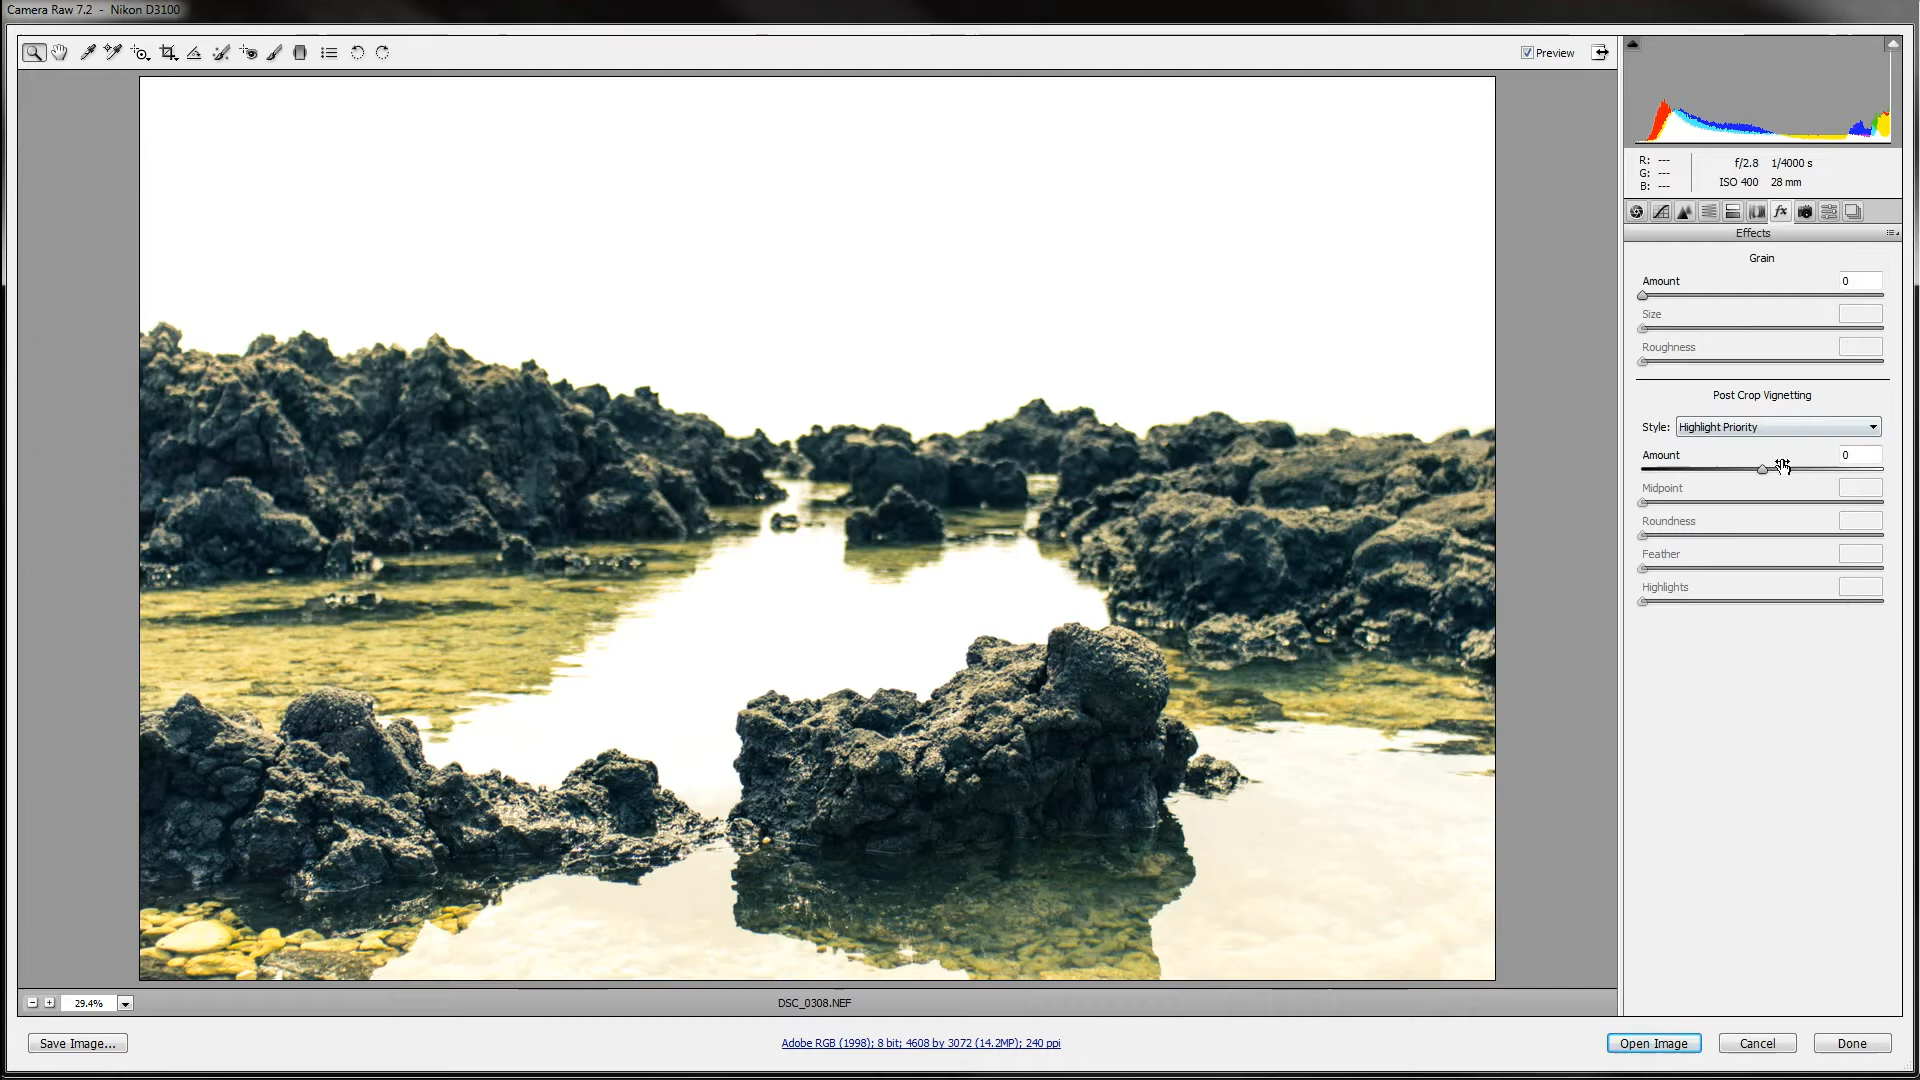 Camera Raw 7.2 - Nikon D3100
Preview
R: ---
G: ---
B: ---
f/2.8 1/4000 s
ISO 400 28 mm
fx
Effects
Grain
Amount 0
Size
Roughness
Post Crop Vignetting
Style: Highlight Priority
Amount 0
Midpoint
Roundness
Feather
Highlights
29.4%
DSC_0308.NEF
Save Image...
Adobe RGB (1998); 8 bit; 4608 by 3072 (14.2MP); 240 ppi
Open Image
Cancel
Done